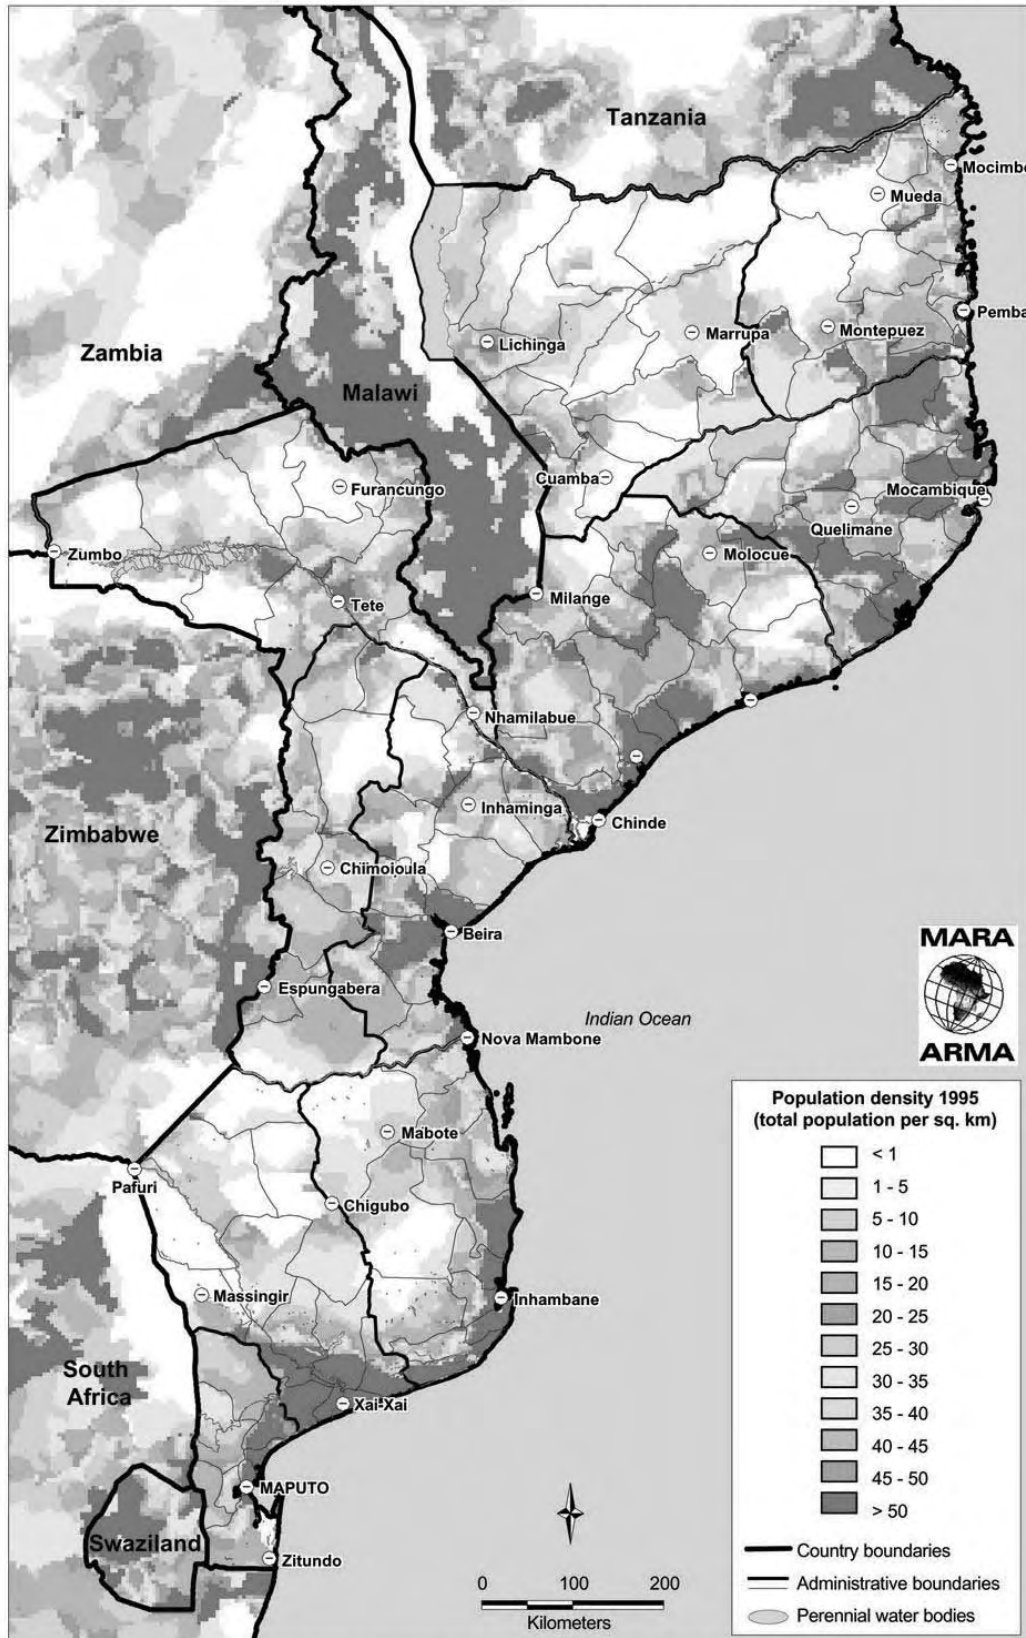 Tanzania
Mocimbo
Mueda
Pemba
Montepuez
Marrupa
Lichinga
Zambia
Malawi
Cuamba
Furancungo
Mocambique
Quelimane
Zumbo
Molocue
Tete
Milange
Nhamilabue
Inhaminga
Zimbabwe
Chinde
Chimoioula
Beira
MARA
ARMA
Espungabera
Indian Ocean
Nova Mambone
Mabote
Pafuri
Chigubo
Massingir
Inhambane
South
Africa
Xai-Xai
MAPUTO
Swaziland
Zitundo
Population density 1995
(total population per sq. km)
< 1
1 - 5
5 - 10
10 - 15
15 - 20
20 - 25
25 - 30
30 - 35
35 - 40
40 - 45
45 - 50
> 50
Country boundaries
Administrative boundaries
Perennial water bodies
0 100 200
Kilometers